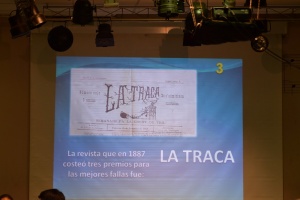 3
LA TRACA
La revista que en 1887
costeó tres premios para
las mejores fallas fue:
LA TRACA